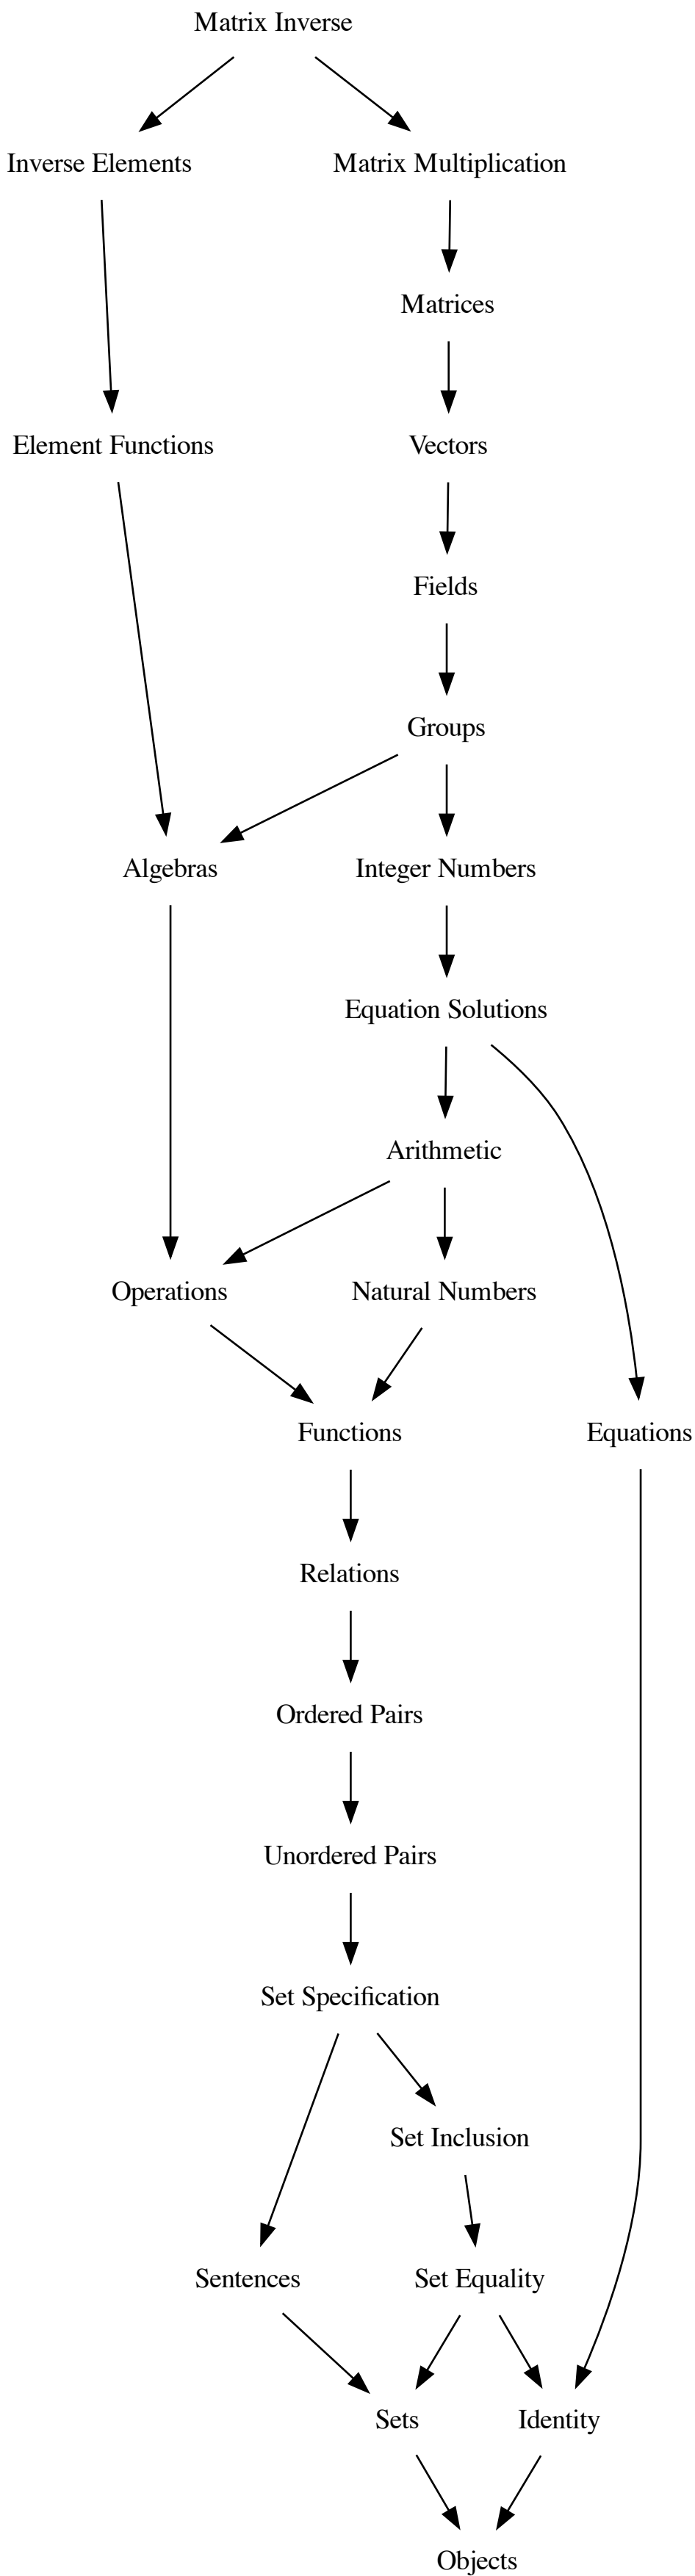 Matrix Inverse
Inverse Elements
Matrix Multiplication
Matrices
Element Functions
Vectors
Fields
Groups
Algebras
Integer Numbers
Equation Solutions
Arithmetic
Operations
Natural Numbers
Functions
Equations
Relations
Ordered Pairs
Unordered Pairs
Set Specification
Set Inclusion
Sentences
Set Equality
Sets
Identity
Objects